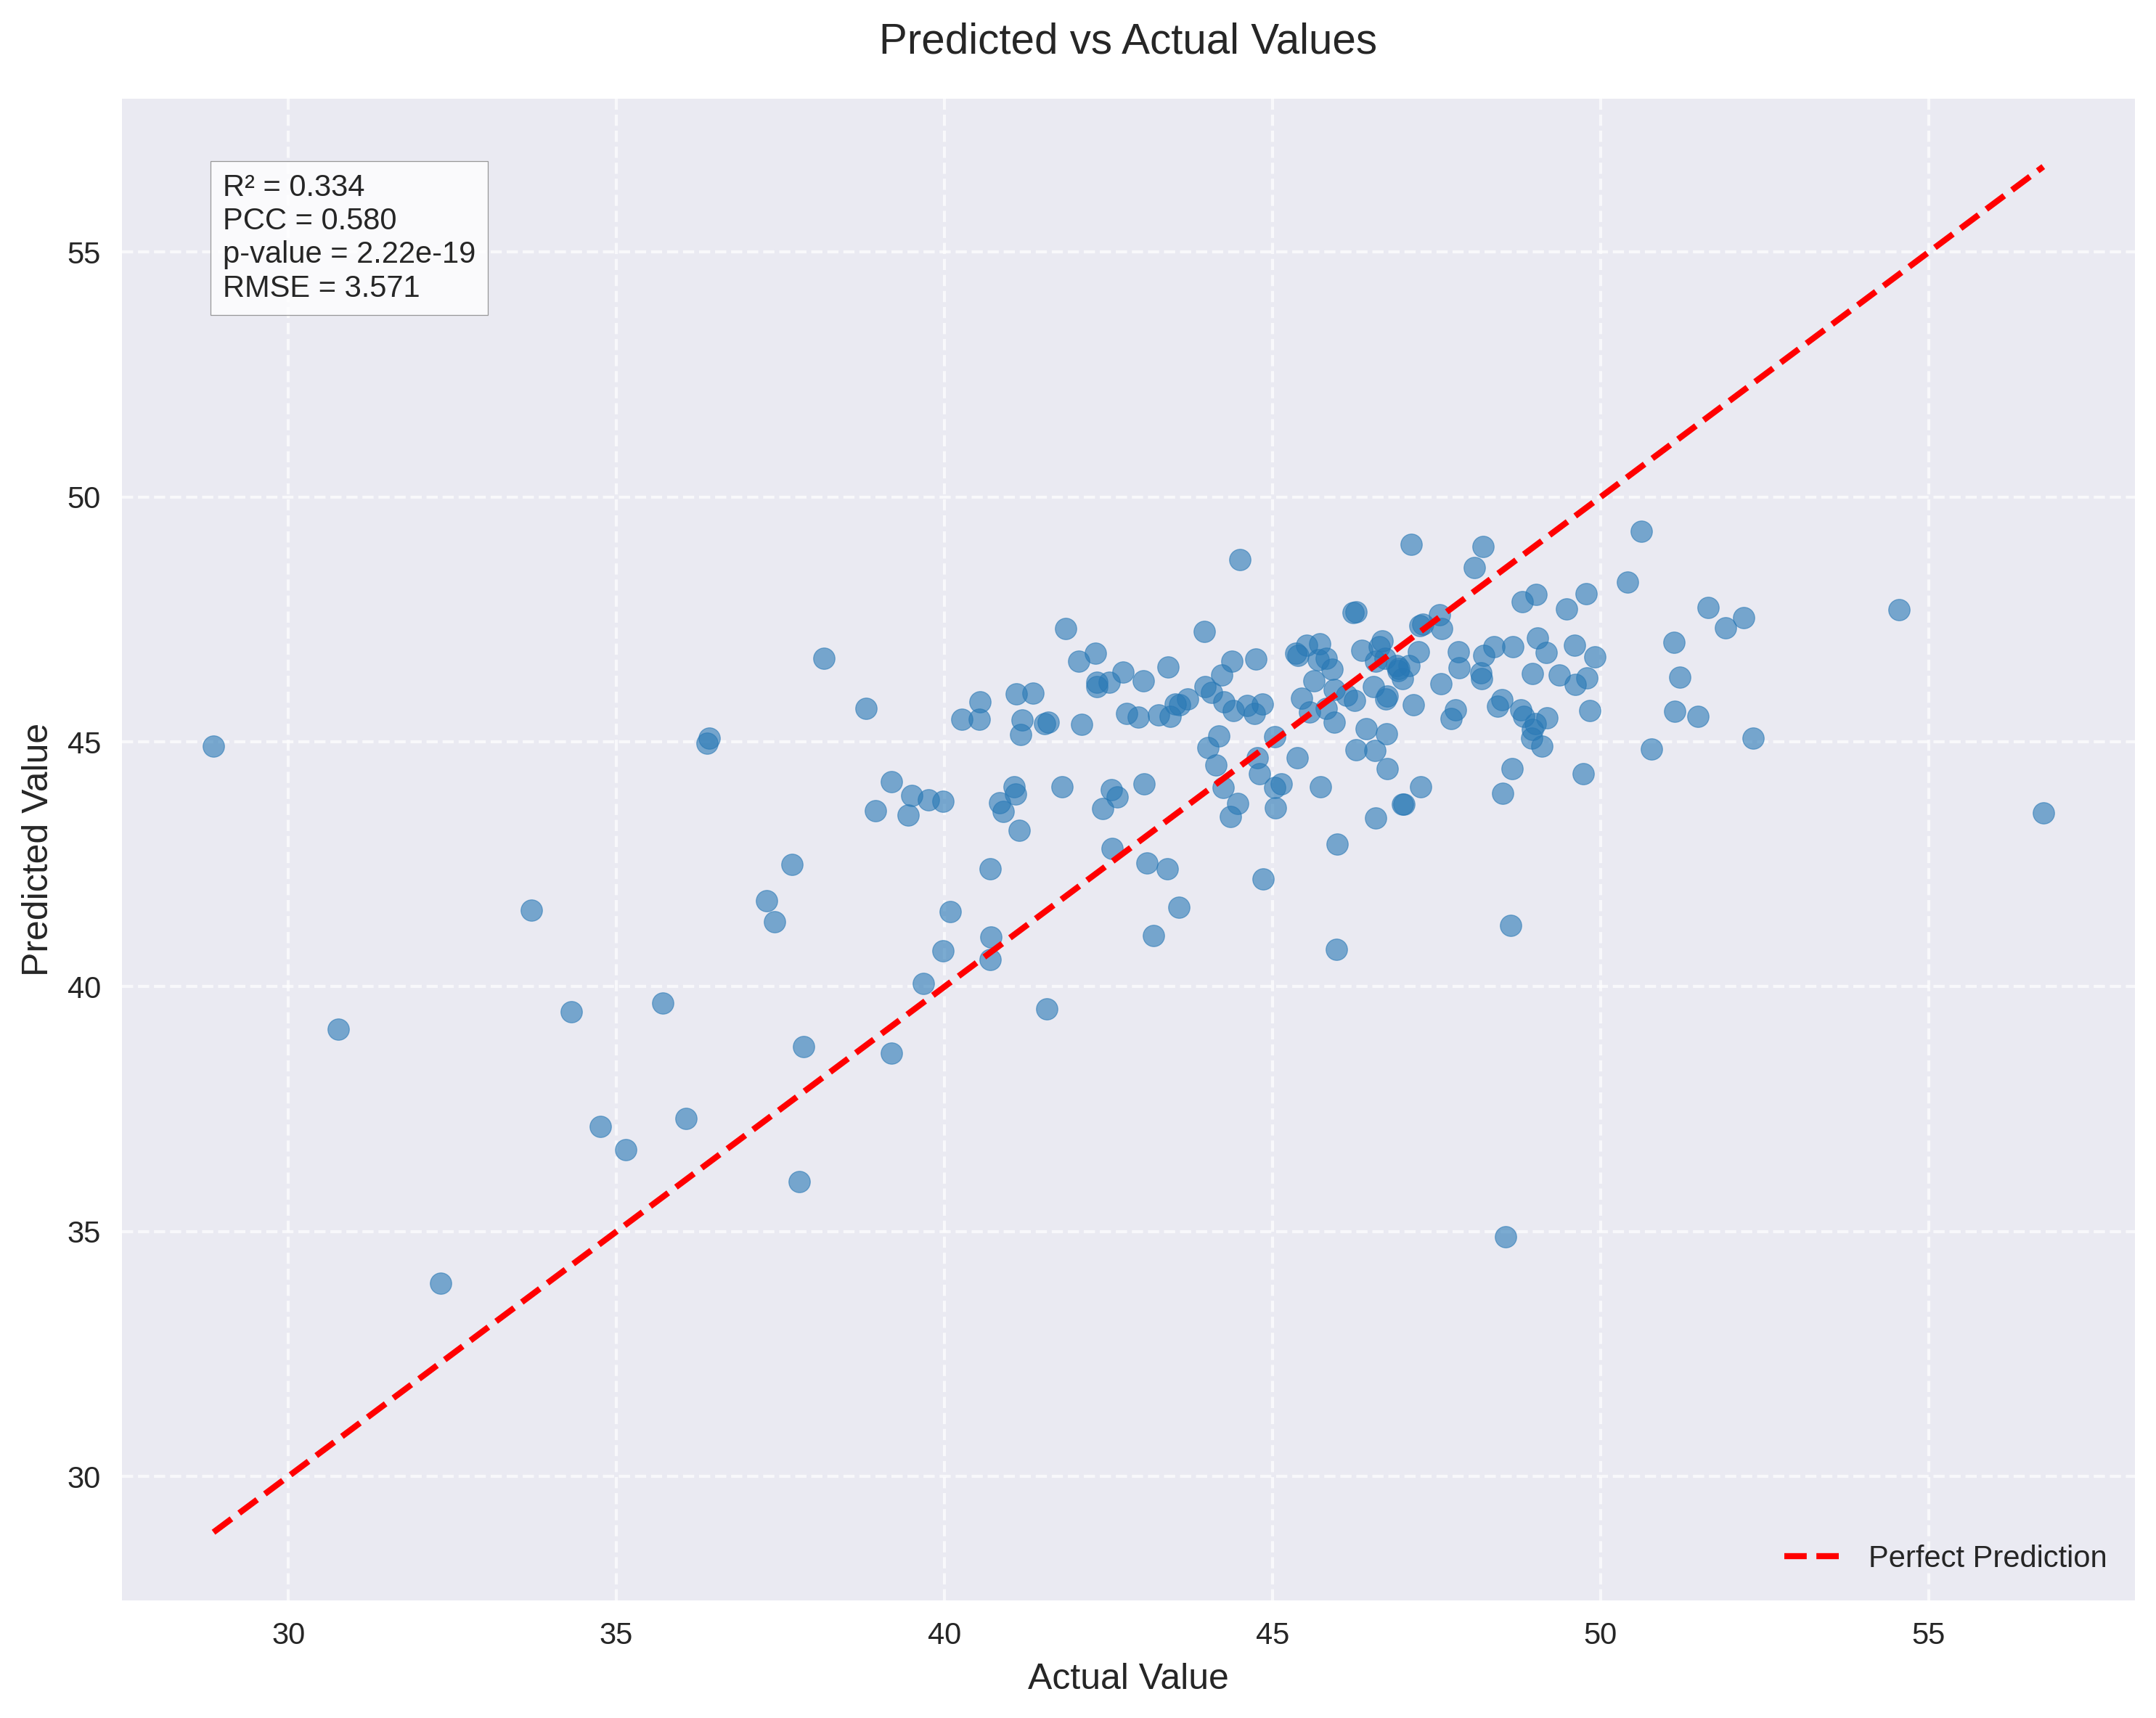 Predicted vs Actual Values
R² = 0.334
PCC = 0.580
p-value = 2.22e-19
RMSE = 3.571
55
50
45
40
35
30
Predicted Value
Perfect Prediction
30 35 40 45 50 55
Actual Value